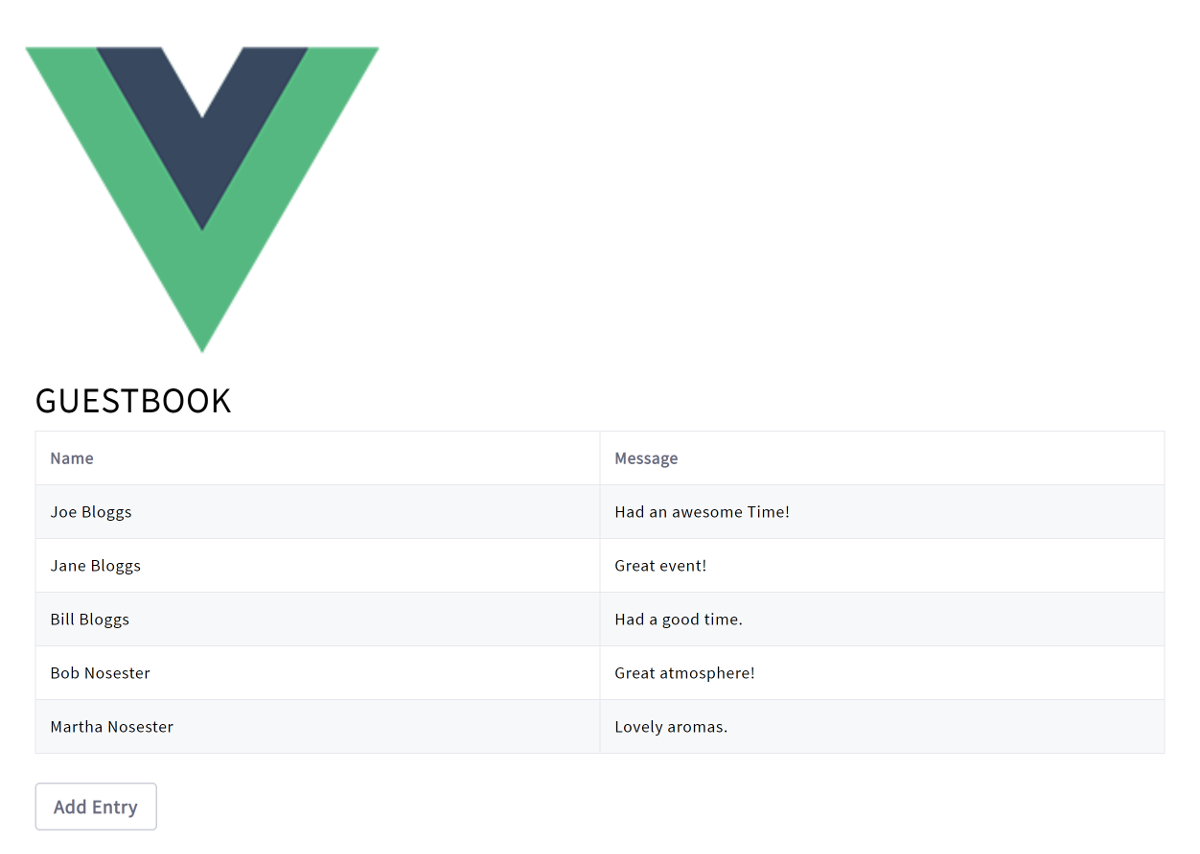 GUESTBOOK
Name Message
Joe Bloggs Had an awesome Time!
Jane Bloggs Great event!
Bill Bloggs Had a good time.
Bob Nosester Great atmosphere!
Martha Nosester Lovely aromas.
Add Entry